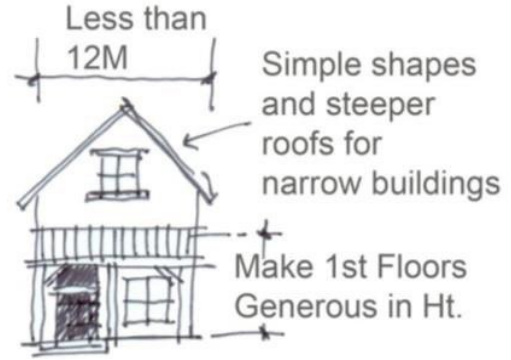 Less than
12M
Simple shapes
and steeper
roofs for
narrow buildings
Make 1st Floors
Generous in Ht.